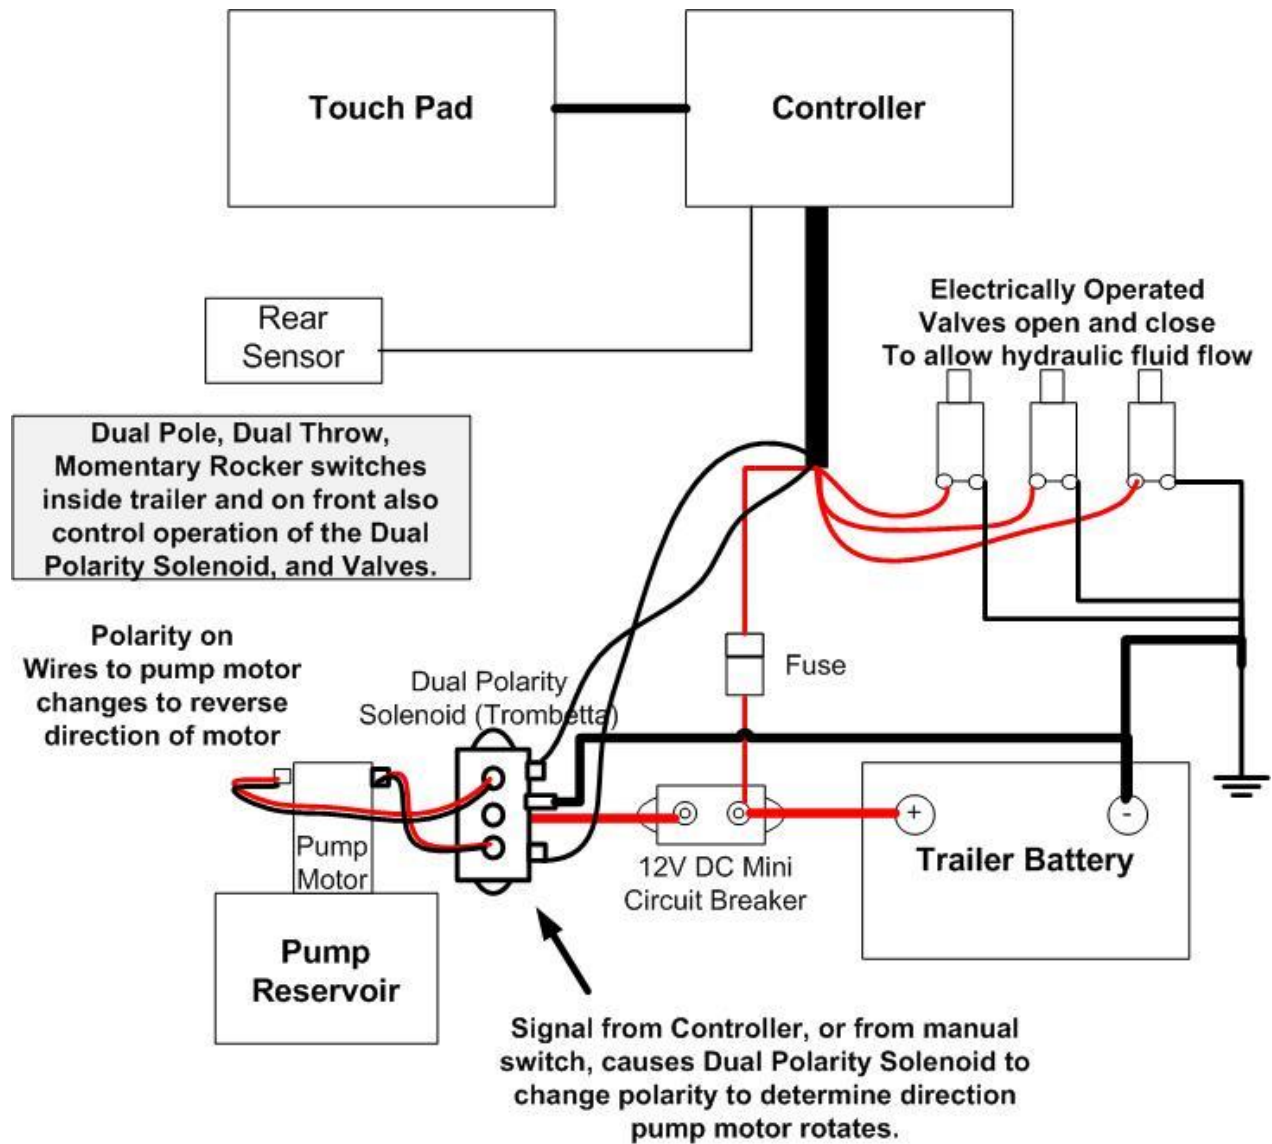 Touch Pad
Controller
Rear
Sensor
Electrically Operated
Valves open and close
To allow hydraulic fluid flow
Dual Pole, Dual Throw,
Momentary Rocker switches
inside trailer and on front also
control operation of the Dual
Polarity Solenoid, and Valves.
Polarity on
Wires to pump motor
changes to reverse
direction of motor
Dual Polarity
Solenoid (Trombetta)
Fuse
Pump
Motor
12V DC Mini
Circuit Breaker
+
-
Trailer Battery
Pump
Reservoir
Signal from Controller, or from manual
switch, causes Dual Polarity Solenoid to
change polarity to determine direction
pump motor rotates.